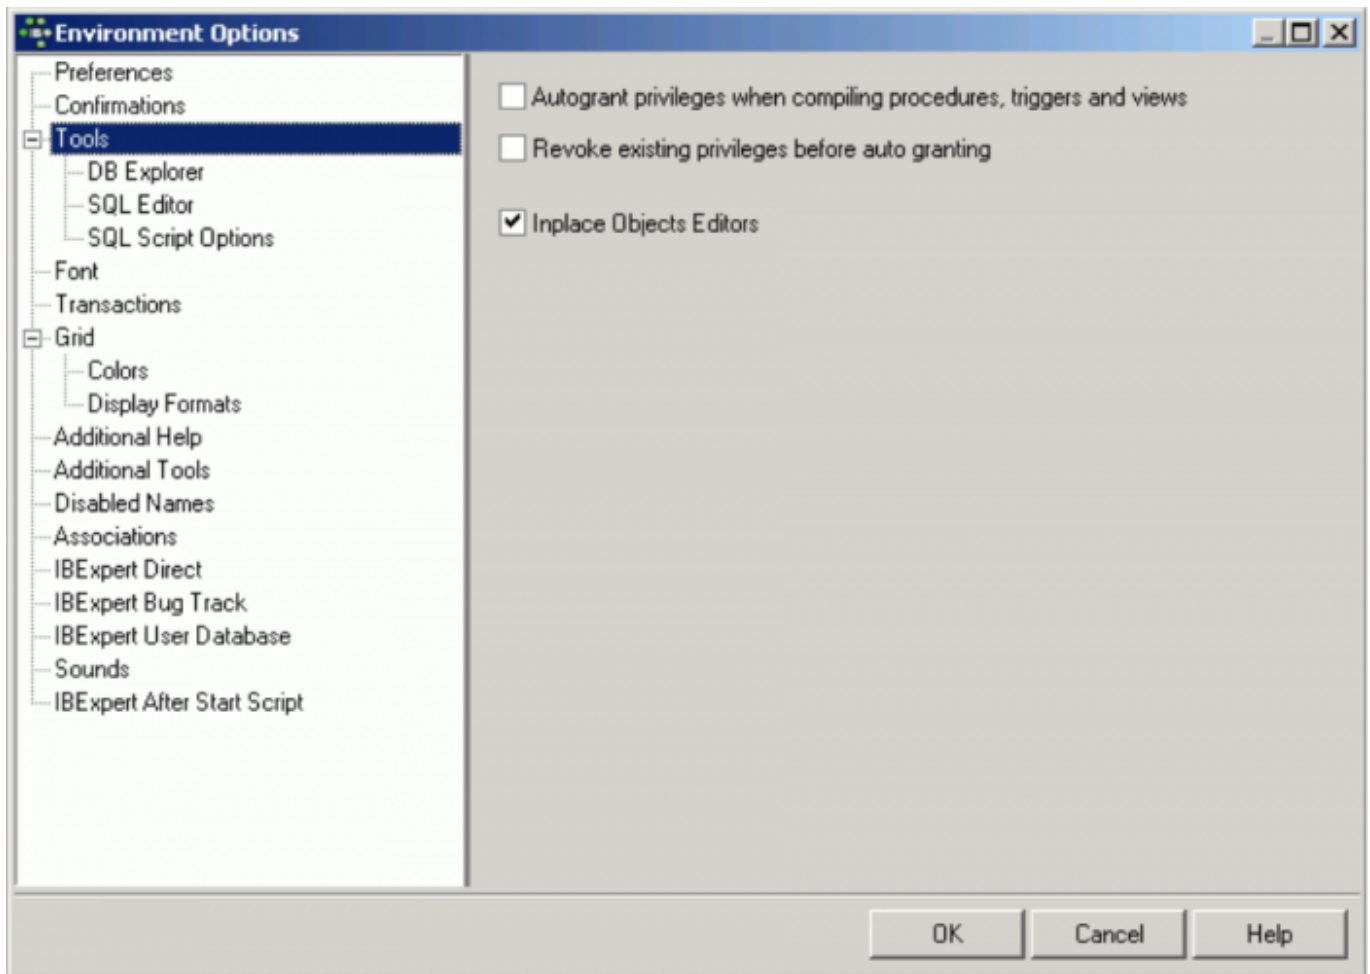 Environment Options
Preferences
Confirmations
Tools
DB Explorer
SQL Editor
SQL Script Options
Font
Transactions
Grid
Colors
Display Formats
Additional Help
Additional Tools
Disabled Names
Associations
IBExpert Direct
IBExpert Bug Track
IBExpert User Database
Sounds
IBExpert After Start Script
Autogrant privileges when compiling procedures, triggers and views
Revoke existing privileges before auto granting
Inplace Objects Editors
OK
Cancel
Help